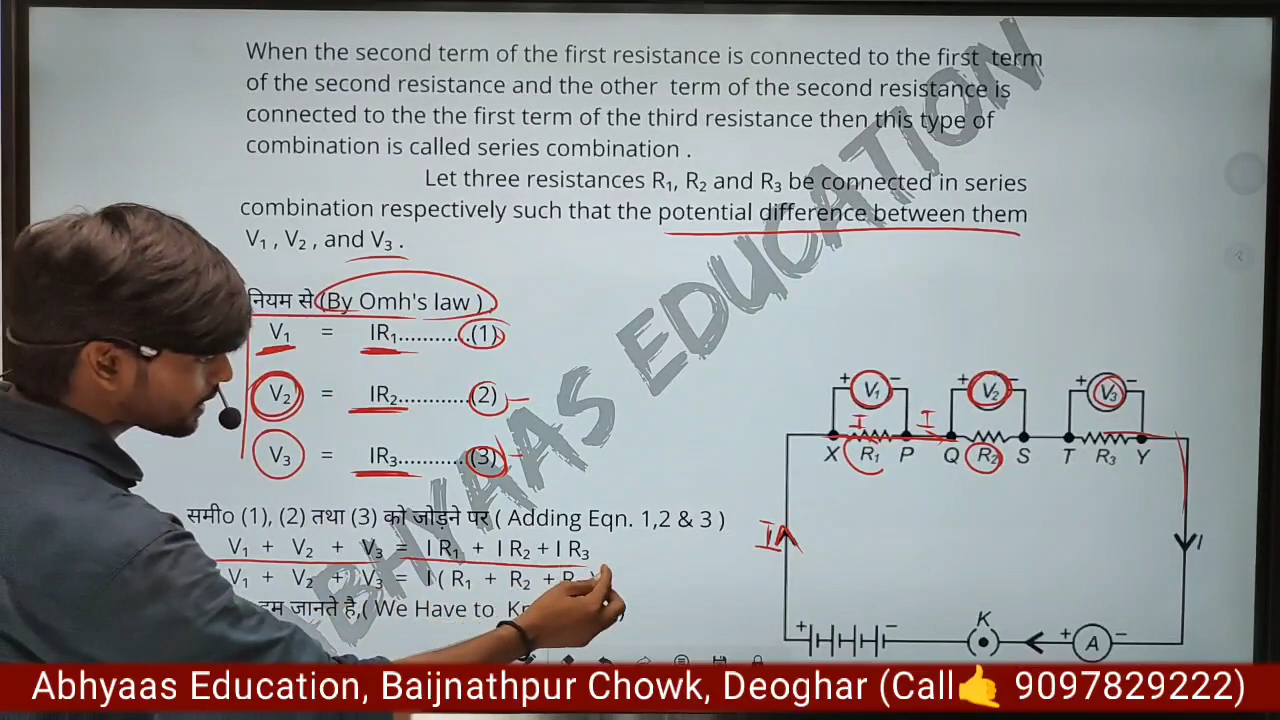 When the second term of the first resistance is connected to the first term
of the second resistance and the other term of the second resistance is
connected to the the first term of the third resistance then this type of
combination is called series combination .
Let three resistances R₁, R₂ and R₃ be connected in series
combination respectively such that the potential difference between them
V₁ , V₂ , and V₃ .
नियम से (By Omh's law )
V₁ = IR₁...........(1)
V₂ = IR₂............(2)
V₃ = IR₃...........(3)
समी० (1), (2) तथा (3) को जोड़ने पर ( Adding Eqn. 1,2 & 3 )
V₁ + V₂ + V₃ = I R₁ + I R₂ + I R₃
V₁ + V₂ + V₃ = I ( R₁ + R₂ +
हम जानते है,( We Have to
ABHYAAS EDUCATION
+ V₁ − + V₂ − + V₃ −
I I
X R₁ P Q R₂ S T R₃ Y
I I
K
+ − + A −
Abhyaas Education, Baijnathpur Chowk, Deoghar (Call🤙 9097829222)